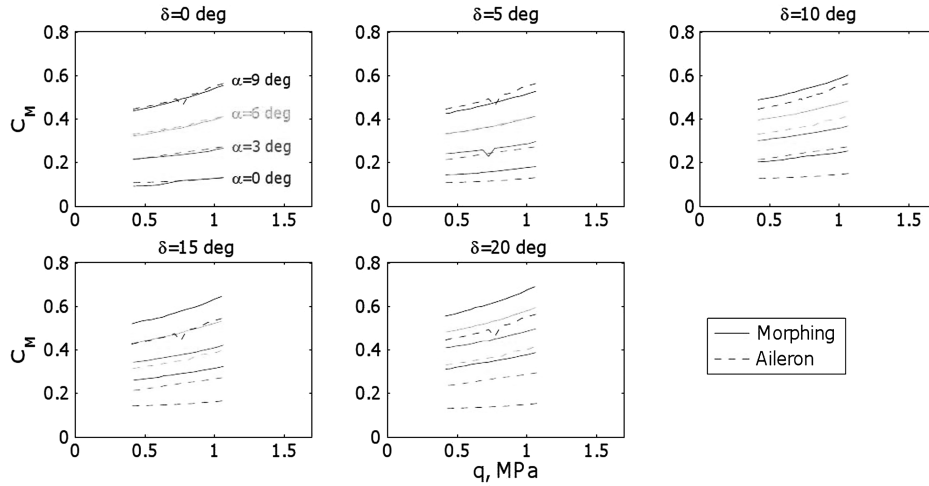 δ=0 deg
δ=5 deg
δ=10 deg
0.8
0.6
0.4
0.2
0
C_M
α=9 deg
α=6 deg
α=3 deg
α=0 deg
0 0.5 1 1.5
0.8
0.6
0.4
0.2
0
0 0.5 1 1.5
0.8
0.6
0.4
0.2
0
0 0.5 1 1.5
δ=15 deg
δ=20 deg
0.8
0.6
0.4
0.2
0
C_M
0 0.5 1 1.5
0.8
0.6
0.4
0.2
0
0 0.5 1 1.5
q, MPa
Morphing
Aileron